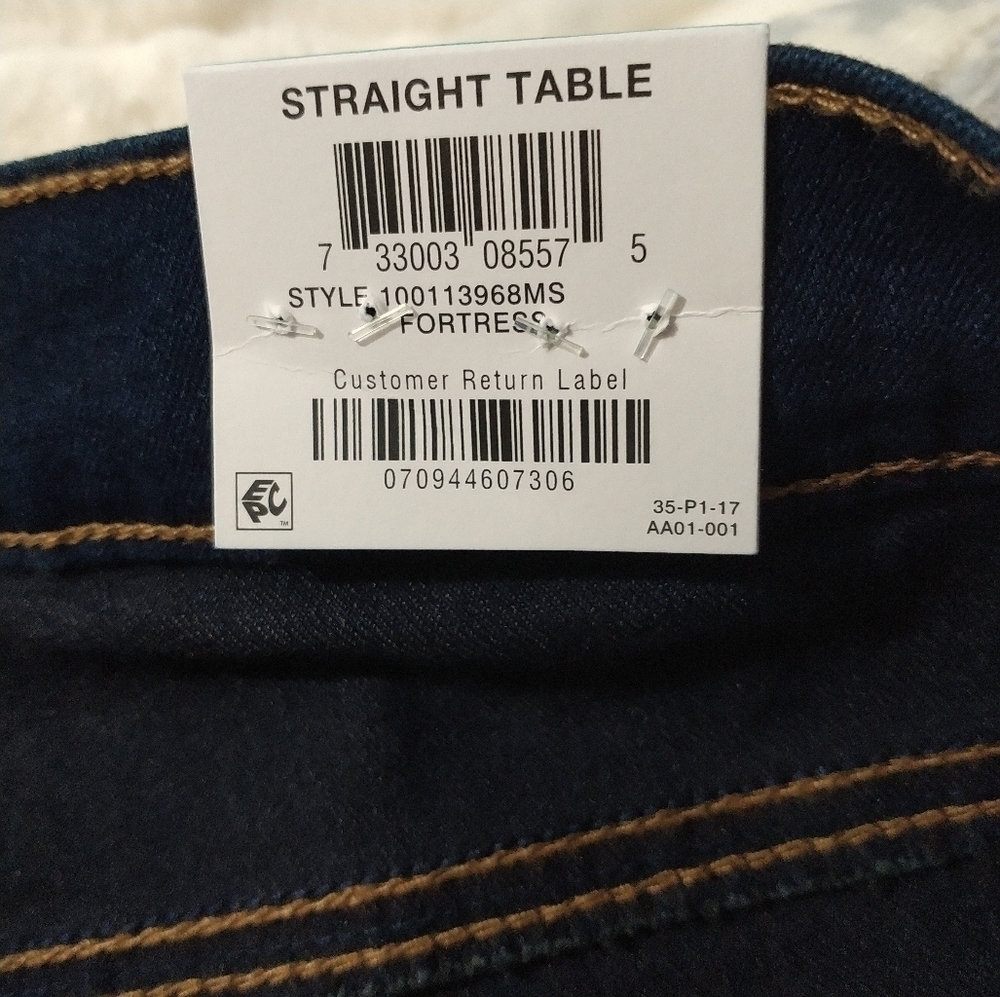 STRAIGHT TABLE
7 33003 08557 5
STYLE 100113968MS
FORTRESS
Customer Return Label
070944607306
EPC
TM
35-P1-17
AA01-001